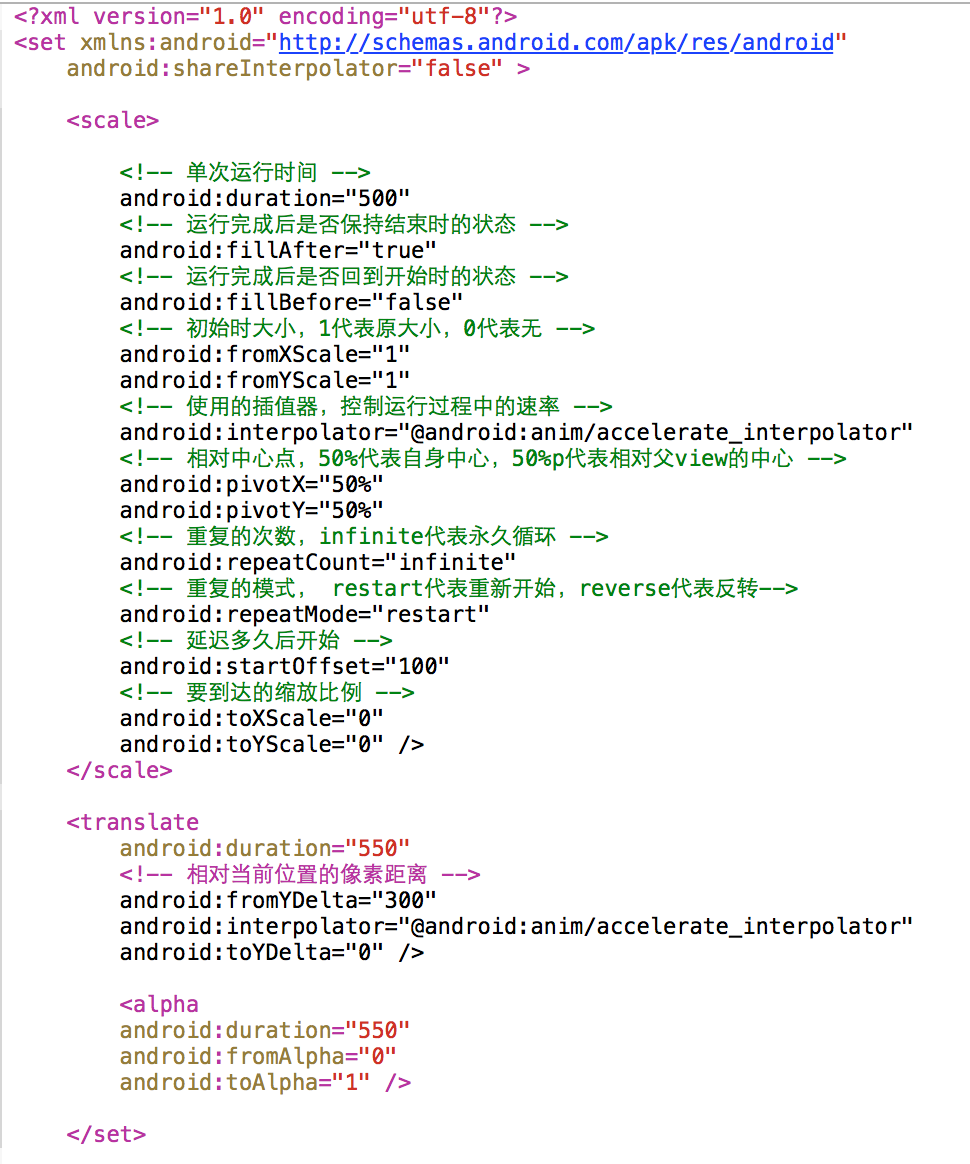 <?xml version="1.0" encoding="utf-8"?>
<set xmlns:android="http://schemas.android.com/apk/res/android"
    android:shareInterpolator="false" >

    <scale>

        <!-- 单次运行时间 -->
        android:duration="500"
        <!-- 运行完成后是否保持结束时的状态 -->
        android:fillAfter="true"
        <!-- 运行完成后是否回到开始时的状态 -->
        android:fillBefore="false"
        <!-- 初始时大小，1代表原大小，0代表无 -->
        android:fromXScale="1"
        android:fromYScale="1"
        <!-- 使用的插值器，控制运行过程中的速率 -->
        android:interpolator="@android:anim/accelerate_interpolator"
        <!-- 相对中心点，50%代表自身中心，50%p代表相对父view的中心 -->
        android:pivotX="50%"
        android:pivotY="50%"
        <!-- 重复的次数，infinite代表永久循环 -->
        android:repeatCount="infinite"
        <!-- 重复的模式， restart代表重新开始，reverse代表反转-->
        android:repeatMode="restart"
        <!-- 延迟多久后开始 -->
        android:startOffset="100"
        <!-- 要到达的缩放比例 -->
        android:toXScale="0"
        android:toYScale="0" />
    </scale>

    <translate
        android:duration="550"
        <!-- 相对当前位置的像素距离 -->
        android:fromYDelta="300"
        android:interpolator="@android:anim/accelerate_interpolator"
        android:toYDelta="0" />

        <alpha
        android:duration="550"
        android:fromAlpha="0"
        android:toAlpha="1" />

    </set>